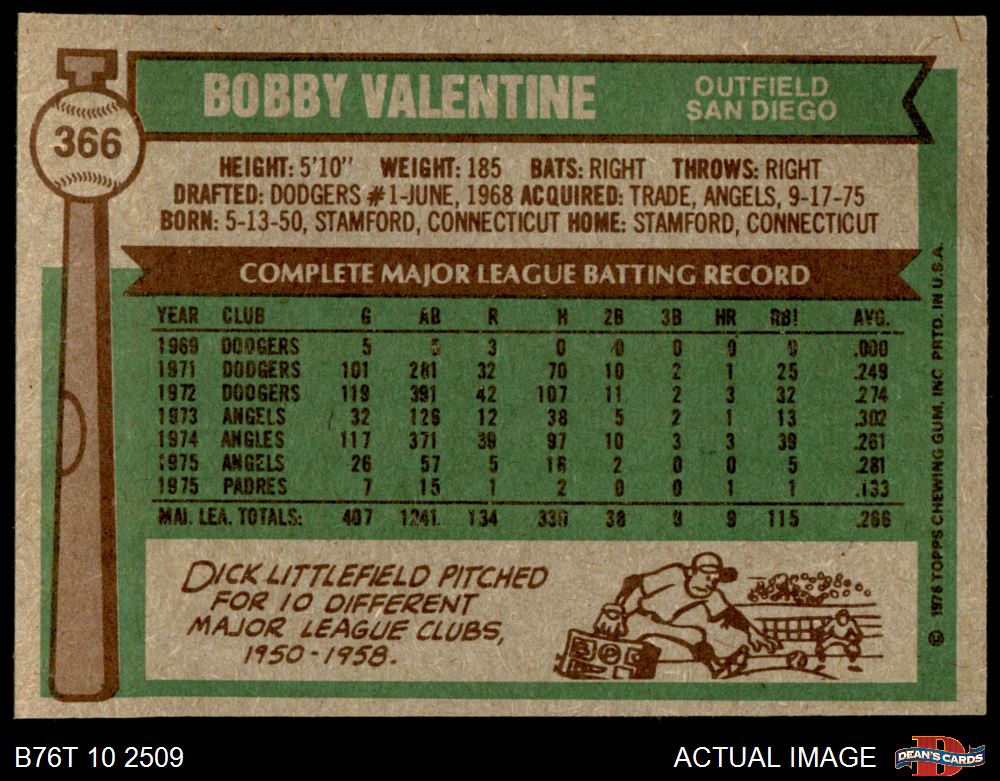 BOBBY VALENTINE
OUTFIELD
SAN DIEGO
366
HEIGHT: 5'10" WEIGHT: 185 BATS: RIGHT THROWS: RIGHT
DRAFTED: DODGERS #1-JUNE, 1968 ACQUIRED: TRADE, ANGELS, 9-17-75
BORN: 5-13-50, STAMFORD, CONNECTICUT HOME: STAMFORD, CONNECTICUT
COMPLETE MAJOR LEAGUE BATTING RECORD
YEAR CLUB G AB R H 2B 3B HR RBI AVG.
1969 DODGERS 5 0 3 0 0 0 0 0 .000
1971 DODGERS 101 281 32 70 10 2 1 25 .249
1972 DODGERS 119 391 42 107 11 2 3 32 .274
1973 ANGELS 32 126 12 38 5 2 1 13 .302
1974 ANGLES 117 371 39 97 10 3 3 39 .261
1975 ANGELS 26 57 5 16 2 0 0 5 .281
1975 PADRES 7 15 1 2 0 0 1 1 .133
MAJ. LEA. TOTALS: 407 1241 134 330 38 9 9 115 .266
DICK LITTLEFIELD PITCHED
FOR 10 DIFFERENT
MAJOR LEAGUE CLUBS,
1950-1958.
© 1976 TOPPS CHEWING GUM, INC. PRTD. IN U.S.A.
B76T 10 2509
ACTUAL IMAGE
DEAN'S CARDS